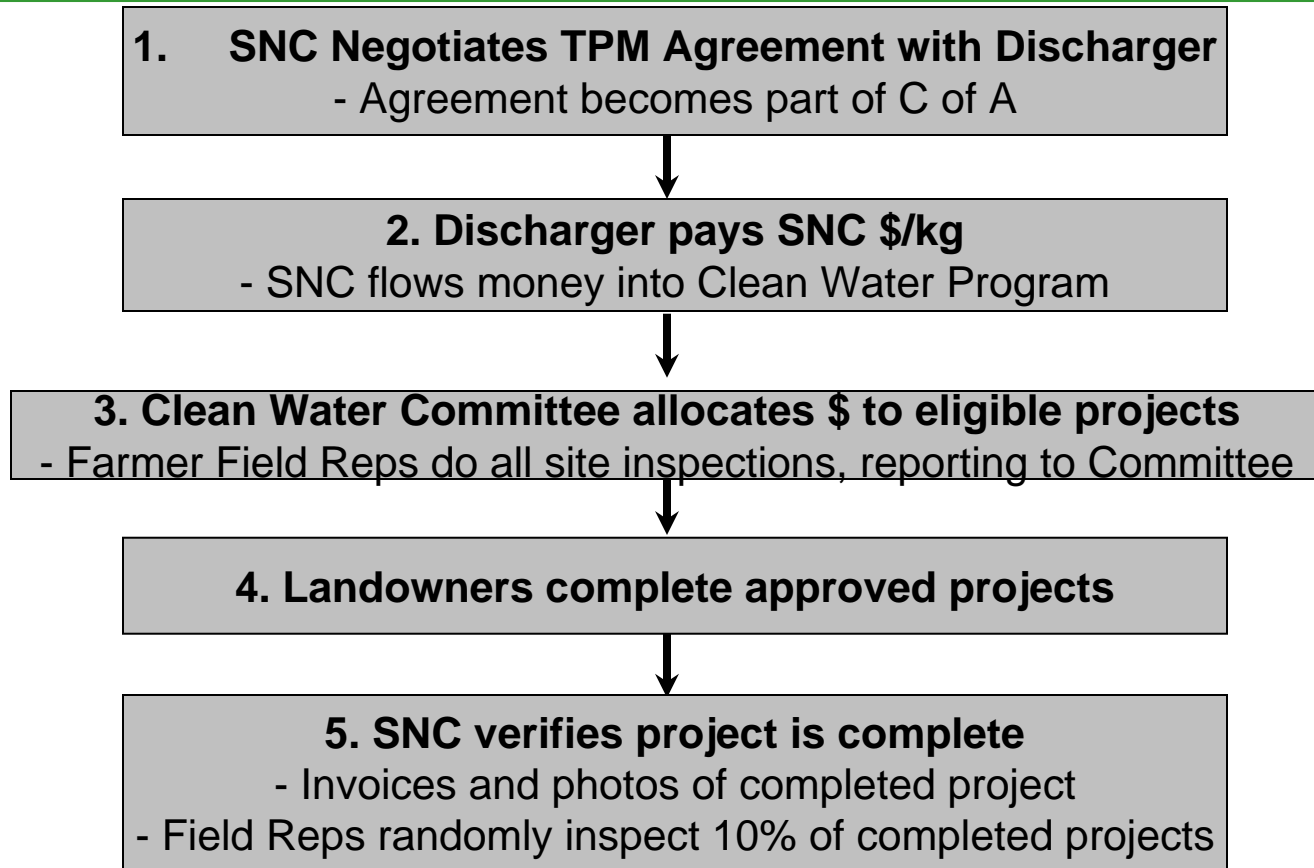 1. SNC Negotiates TPM Agreement with Discharger
- Agreement becomes part of C of A
2. Discharger pays SNC $/kg
- SNC flows money into Clean Water Program
3. Clean Water Committee allocates $ to eligible projects
- Farmer Field Reps do all site inspections, reporting to Committee
4. Landowners complete approved projects
5. SNC verifies project is complete
- Invoices and photos of completed project
- Field Reps randomly inspect 10% of completed projects